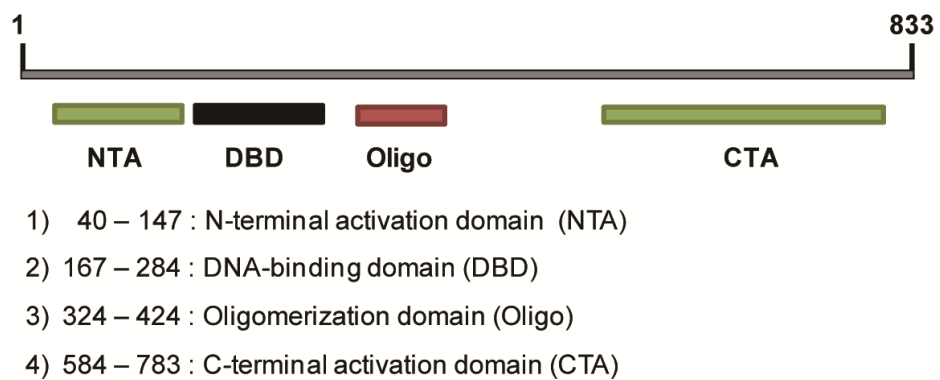 1 833
NTA DBD Oligo CTA
1) 40 – 147 : N-terminal activation domain (NTA)
2) 167 – 284 : DNA-binding domain (DBD)
3) 324 – 424 : Oligomerization domain (Oligo)
4) 584 – 783 : C-terminal activation domain (CTA)